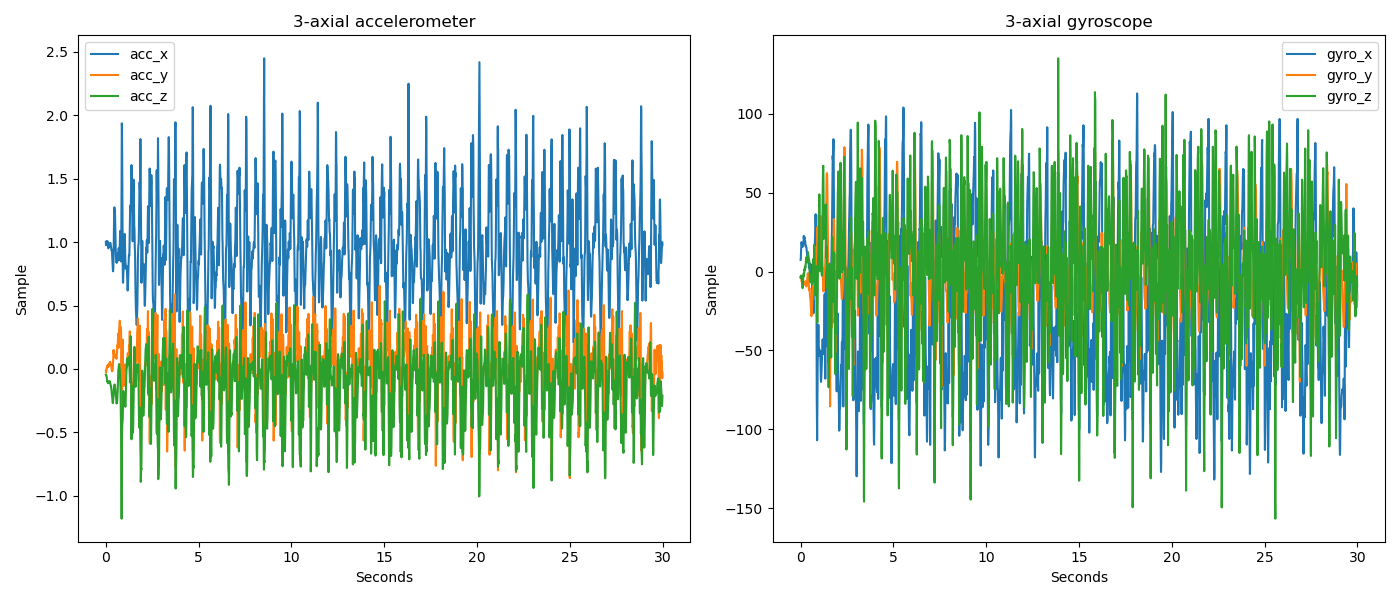 3-axial accelerometer
acc_x
acc_y
acc_z
2.5
2.0
1.5
1.0
0.5
0.0
−0.5
−1.0
Sample
0
5
10
15
20
25
30
Seconds
3-axial gyroscope
gyro_x
gyro_y
gyro_z
100
50
0
−50
−100
−150
Sample
0
5
10
15
20
25
30
Seconds